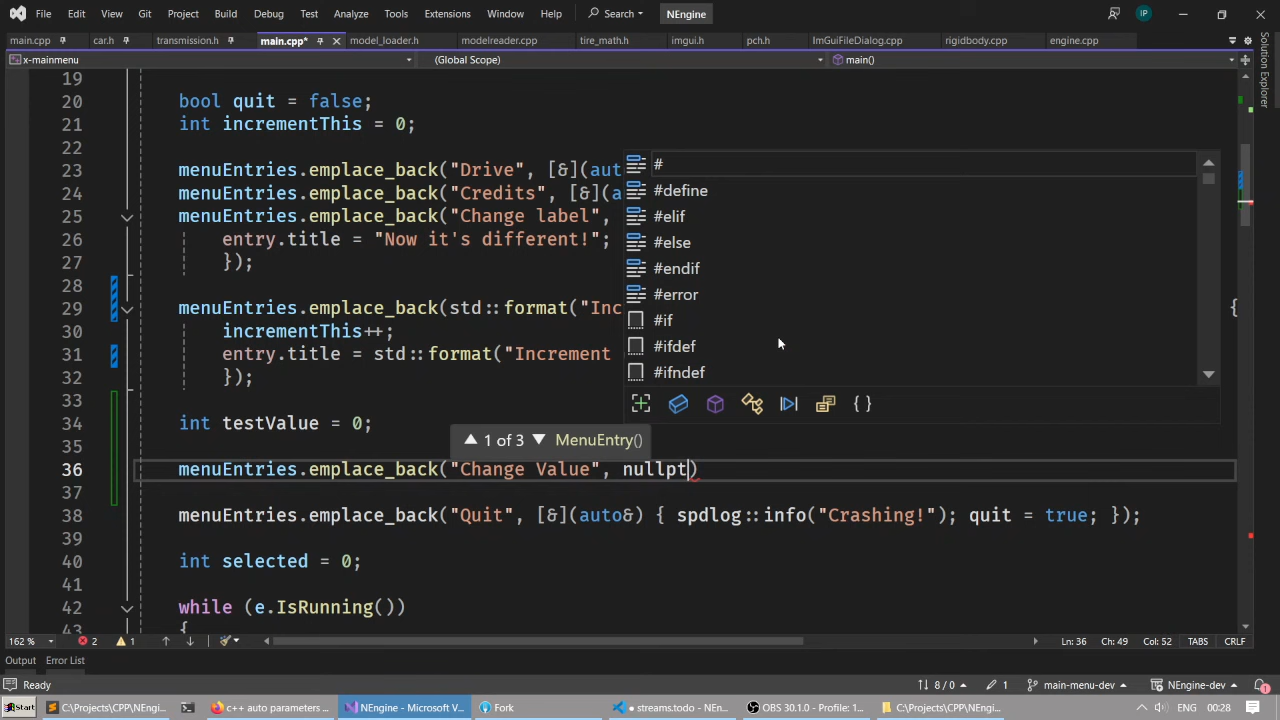 File Edit View Git Project Build Debug Test Analyze Tools Extensions Window Help Search NEngine IP
main.cpp car.h transmission.h main.cpp* model_loader.h modelreader.cpp tire_math.h imgui.h pch.h ImGuiFileDialog.cpp rigidbody.cpp engine.cpp
x-mainmenu (Global Scope) main()
19
20 bool quit = false;
21 int incrementThis = 0;
22
23 menuEntries.emplace_back("Drive", [&](aut
24 menuEntries.emplace_back("Credits", [&](a
25 menuEntries.emplace_back("Change label",
26 entry.title = "Now it's different!";
27 });
28
29 menuEntries.emplace_back(std::format("Inc {
30 incrementThis++;
31 entry.title = std::format("Increment
32 });
33
34 int testValue = 0;
35
36 menuEntries.emplace_back("Change Value", nullpt)
37
38 menuEntries.emplace_back("Quit", [&](auto&) { spdlog::info("Crashing!"); quit = true; });
39
40 int selected = 0;
41
42 while (e.IsRunning())
43 {
#
#define
#elif
#else
#endif
#error
#if
#ifdef
#ifndef
{ }
1 of 3 MenuEntry()
162 % 2 1 Ln: 36 Ch: 49 Col: 52 TABS CRLF
Output Error List
Ready 8 / 0 1 main-menu-dev NEngine-dev 1
Start C:\Projects\CPP\NEngi... c++ auto parameters ... NEngine - Microsoft V... Fork streams.todo - NEngi... OBS 30.1.0 - Profile: 1... C:\Projects\CPP\NEngi... 00:28